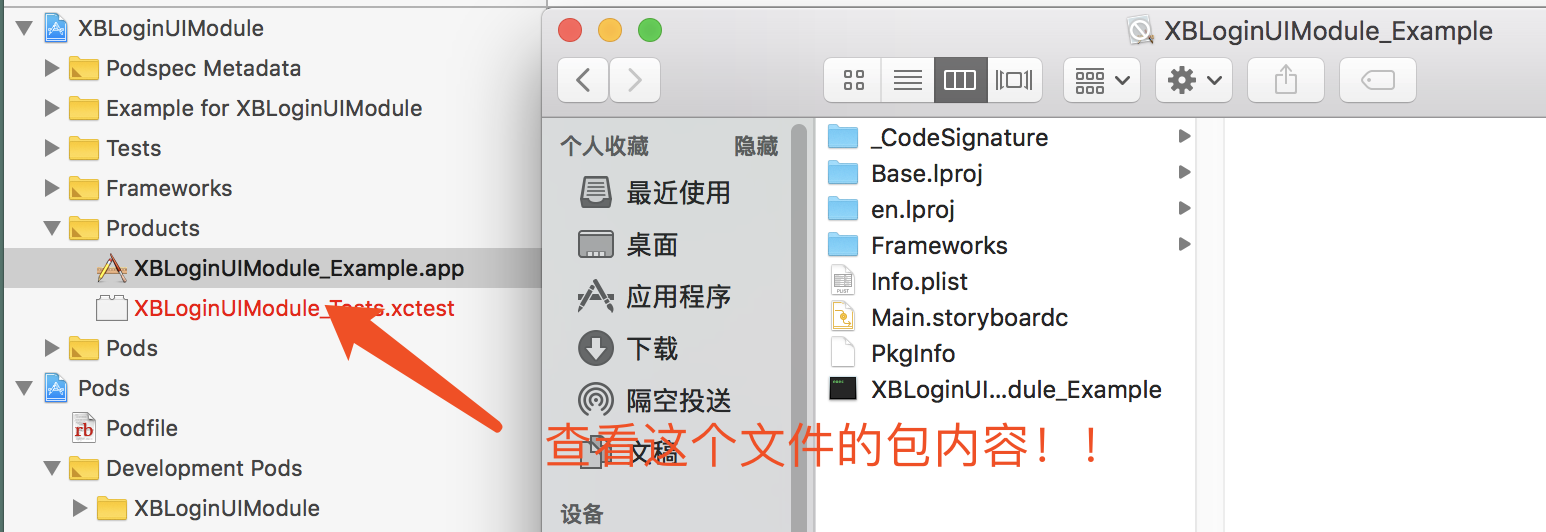 XBLoginUIModule
Podspec Metadata
Example for XBLoginUIModule
Tests
Frameworks
Products
XBLoginUIModule_Example.app
XBLoginUIModule_Tests.xctest
Pods
Pods
Podfile
Development Pods
XBLoginUIModule
XBLoginUIModule_Example
个人收藏 隐藏
最近使用
桌面
应用程序
下载
隔空投送
文稿
设备
_CodeSignature
Base.lproj
en.lproj
Frameworks
Info.plist
Main.storyboardc
PkgInfo
XBLoginUI...dule_Example
查看这个文件的包内容！！